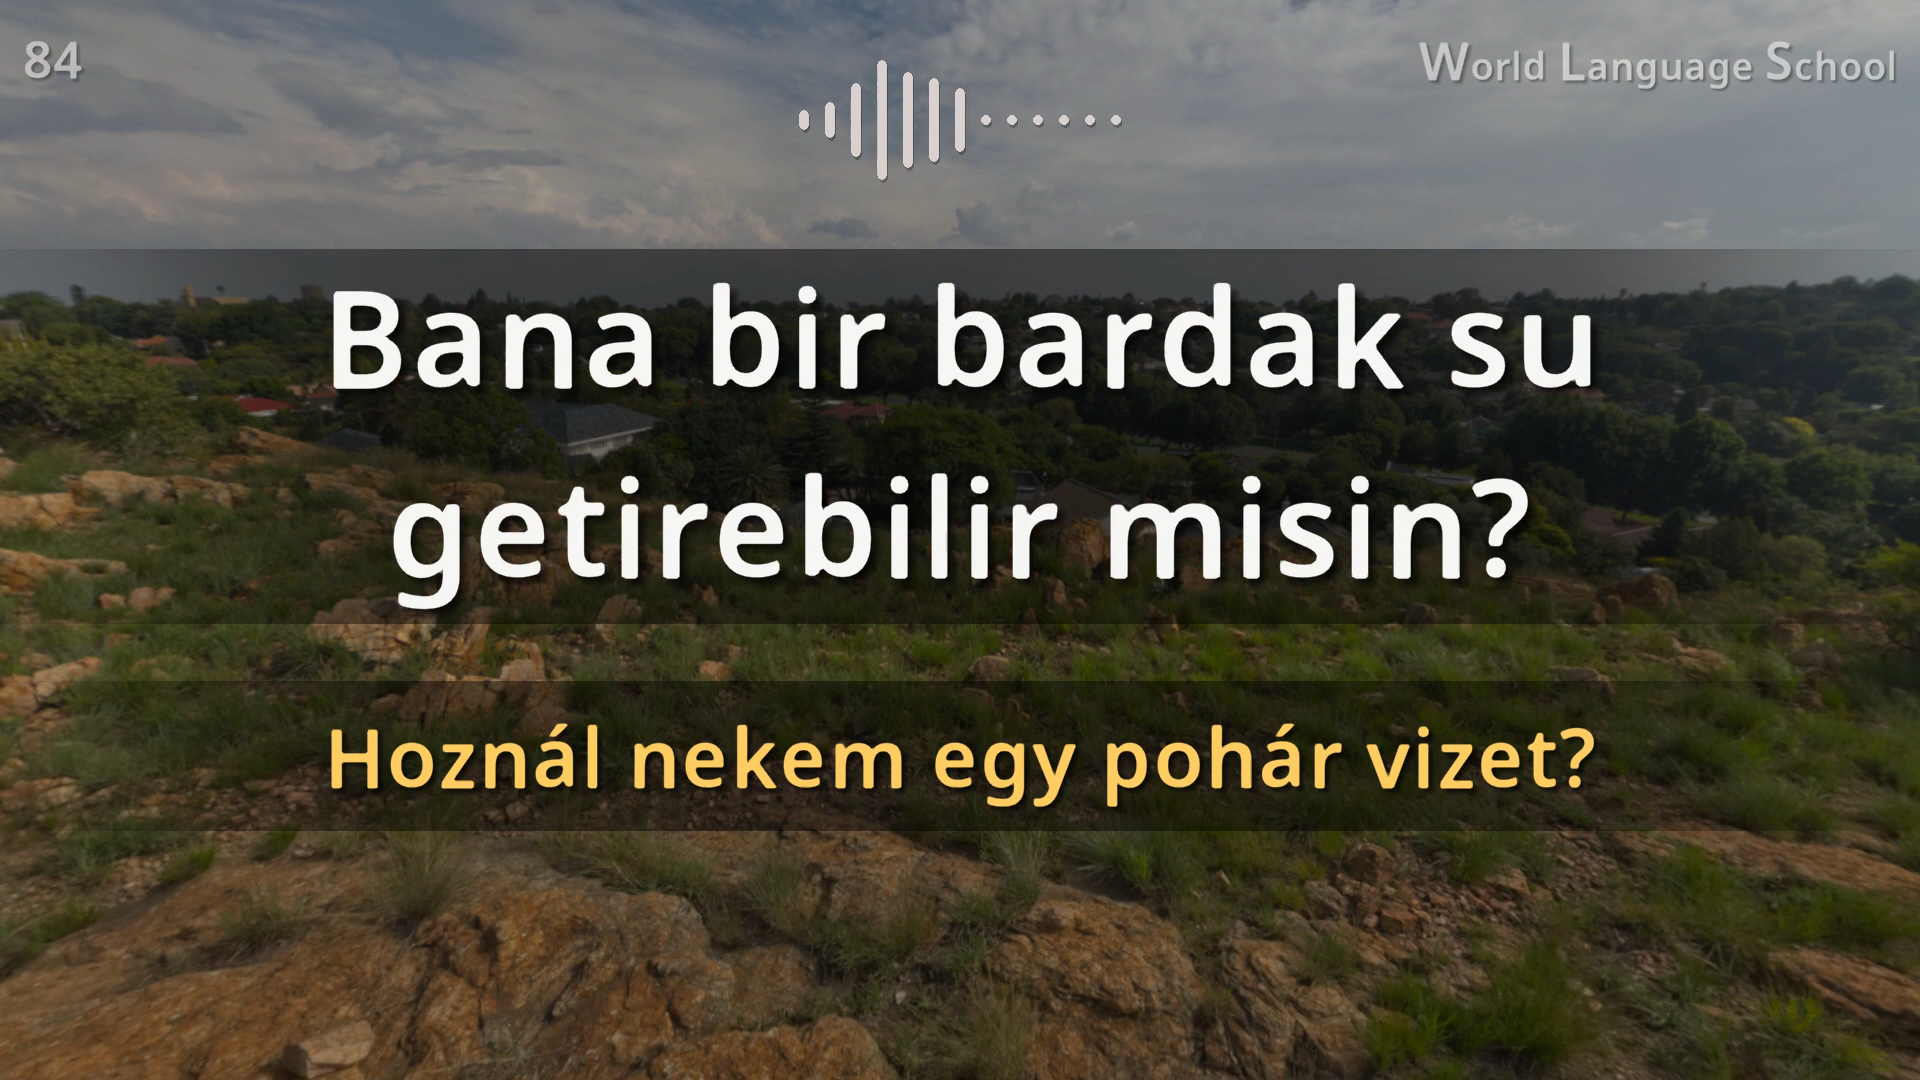 84
World Language School
Bana bir bardak su
getirebilir misin?
Hoznál nekem egy pohár vizet?